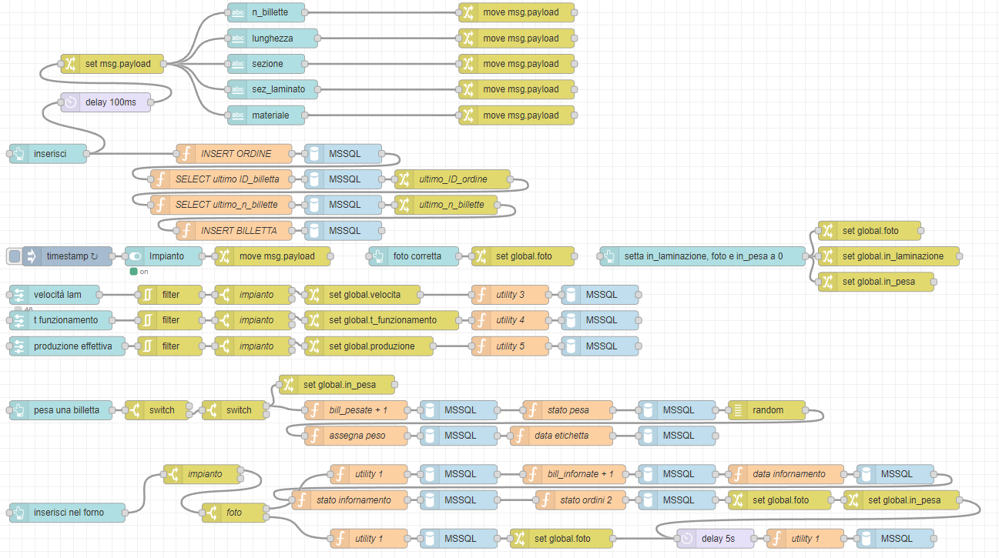 abc n_billette move msg.payload
abc lunghezza move msg.payload
set msg.payload abc sezione move msg.payload
abc sez_laminato move msg.payload
delay 100ms
abc materiale move msg.payload
inserisci INSERT ORDINE MSSQL
SELECT ultimo ID_billetta MSSQL ultimo_ID_ordine
SELECT ultimo_n_billette MSSQL ultimo_n_billette
INSERT BILLETTA MSSQL set global.foto
timestamp ↻ Impianto move msg.payload foto corretta set global.foto setta in_laminazione, foto e in_pesa a 0 set global.in_laminazione
on
set global.in_pesa
velocità lam filter impianto set global.velocita utility 3 MSSQL
46
t funzionamento filter impianto set global.t_funzionamento utility 4 MSSQL
produzione effettiva filter impianto set global.produzione utility 5 MSSQL
set global.in_pesa
pesa una billetta switch switch bill_pesate + 1 MSSQL stato pesa MSSQL random
assegna peso MSSQL data etichetta MSSQL
impianto utility 1 MSSQL bill_infornate + 1 MSSQL data infornamento MSSQL
stato infornamento MSSQL stato ordini 2 MSSQL set global.foto set global.in_pesa
inserisci nel forno foto
utility 1 MSSQL set global.foto delay 5s utility 1 MSSQL